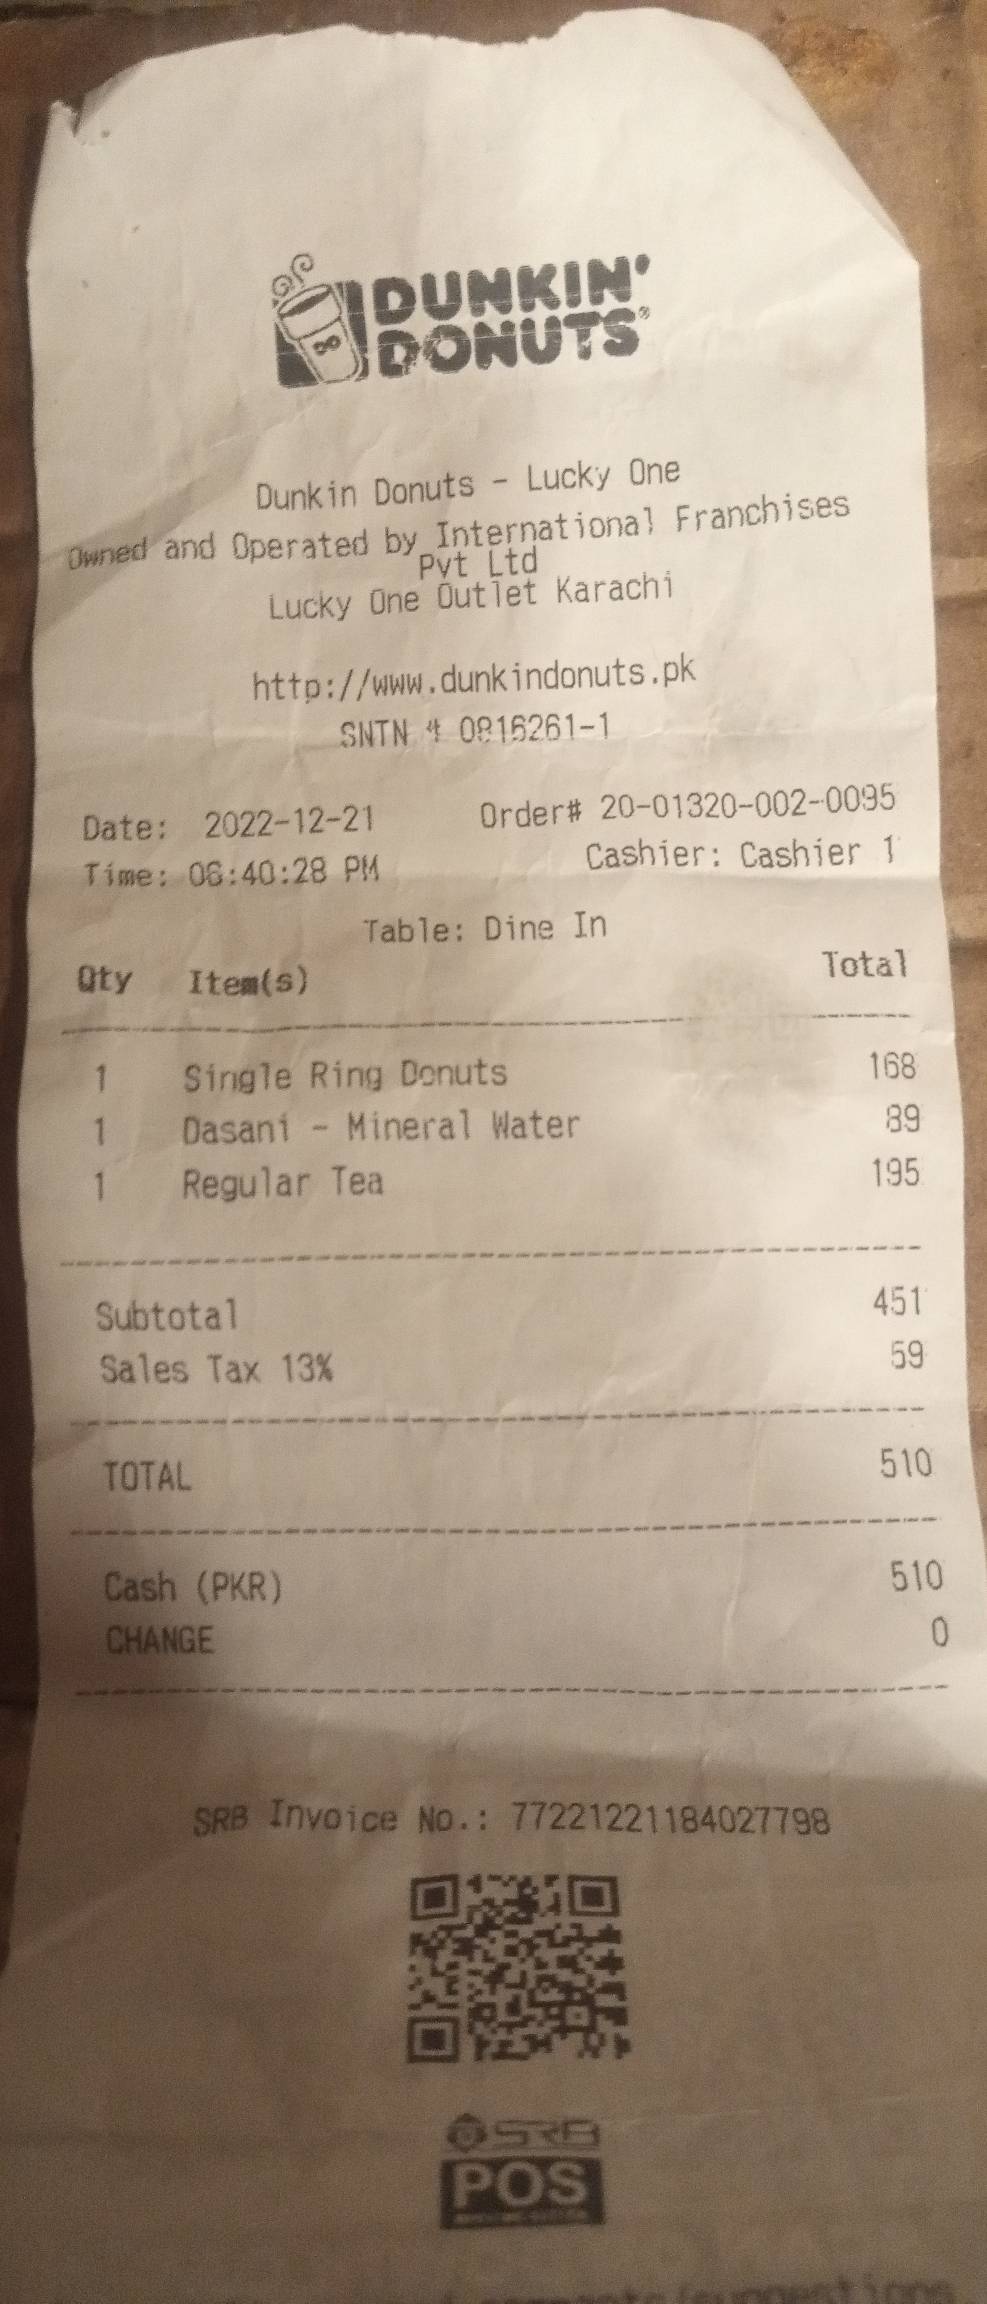 DUNKIN'
DONUTS®
Dunkin Donuts - Lucky One
Owned and Operated by International Franchises
Pvt Ltd
Lucky One Outlet Karachi
http://www.dunkindonuts.pk
SNTN # 0816261-1
Date: 2022-12-21 Order# 20-01320-002-0095
Time: 06:40:28 PM Cashier: Cashier 1
Table: Dine In
Qty Item(s) Total
1 Single Ring Donuts 168
1 Dasani - Mineral Water 89
1 Regular Tea 195
Subtotal 451
Sales Tax 13% 59
TOTAL 510
Cash (PKR) 510
CHANGE 0
SRB Invoice No.: 77221221184027798
SRB
POS